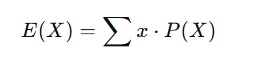 E(X) = ∑ x · P(X)